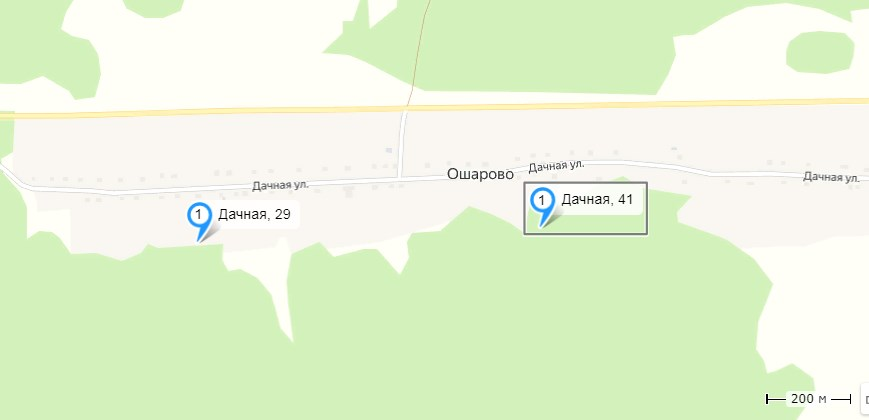 Дачная ул.
Ошарово
Дачная ул.
Дачная ул.
1 Дачная, 41
1 Дачная, 29
200 м